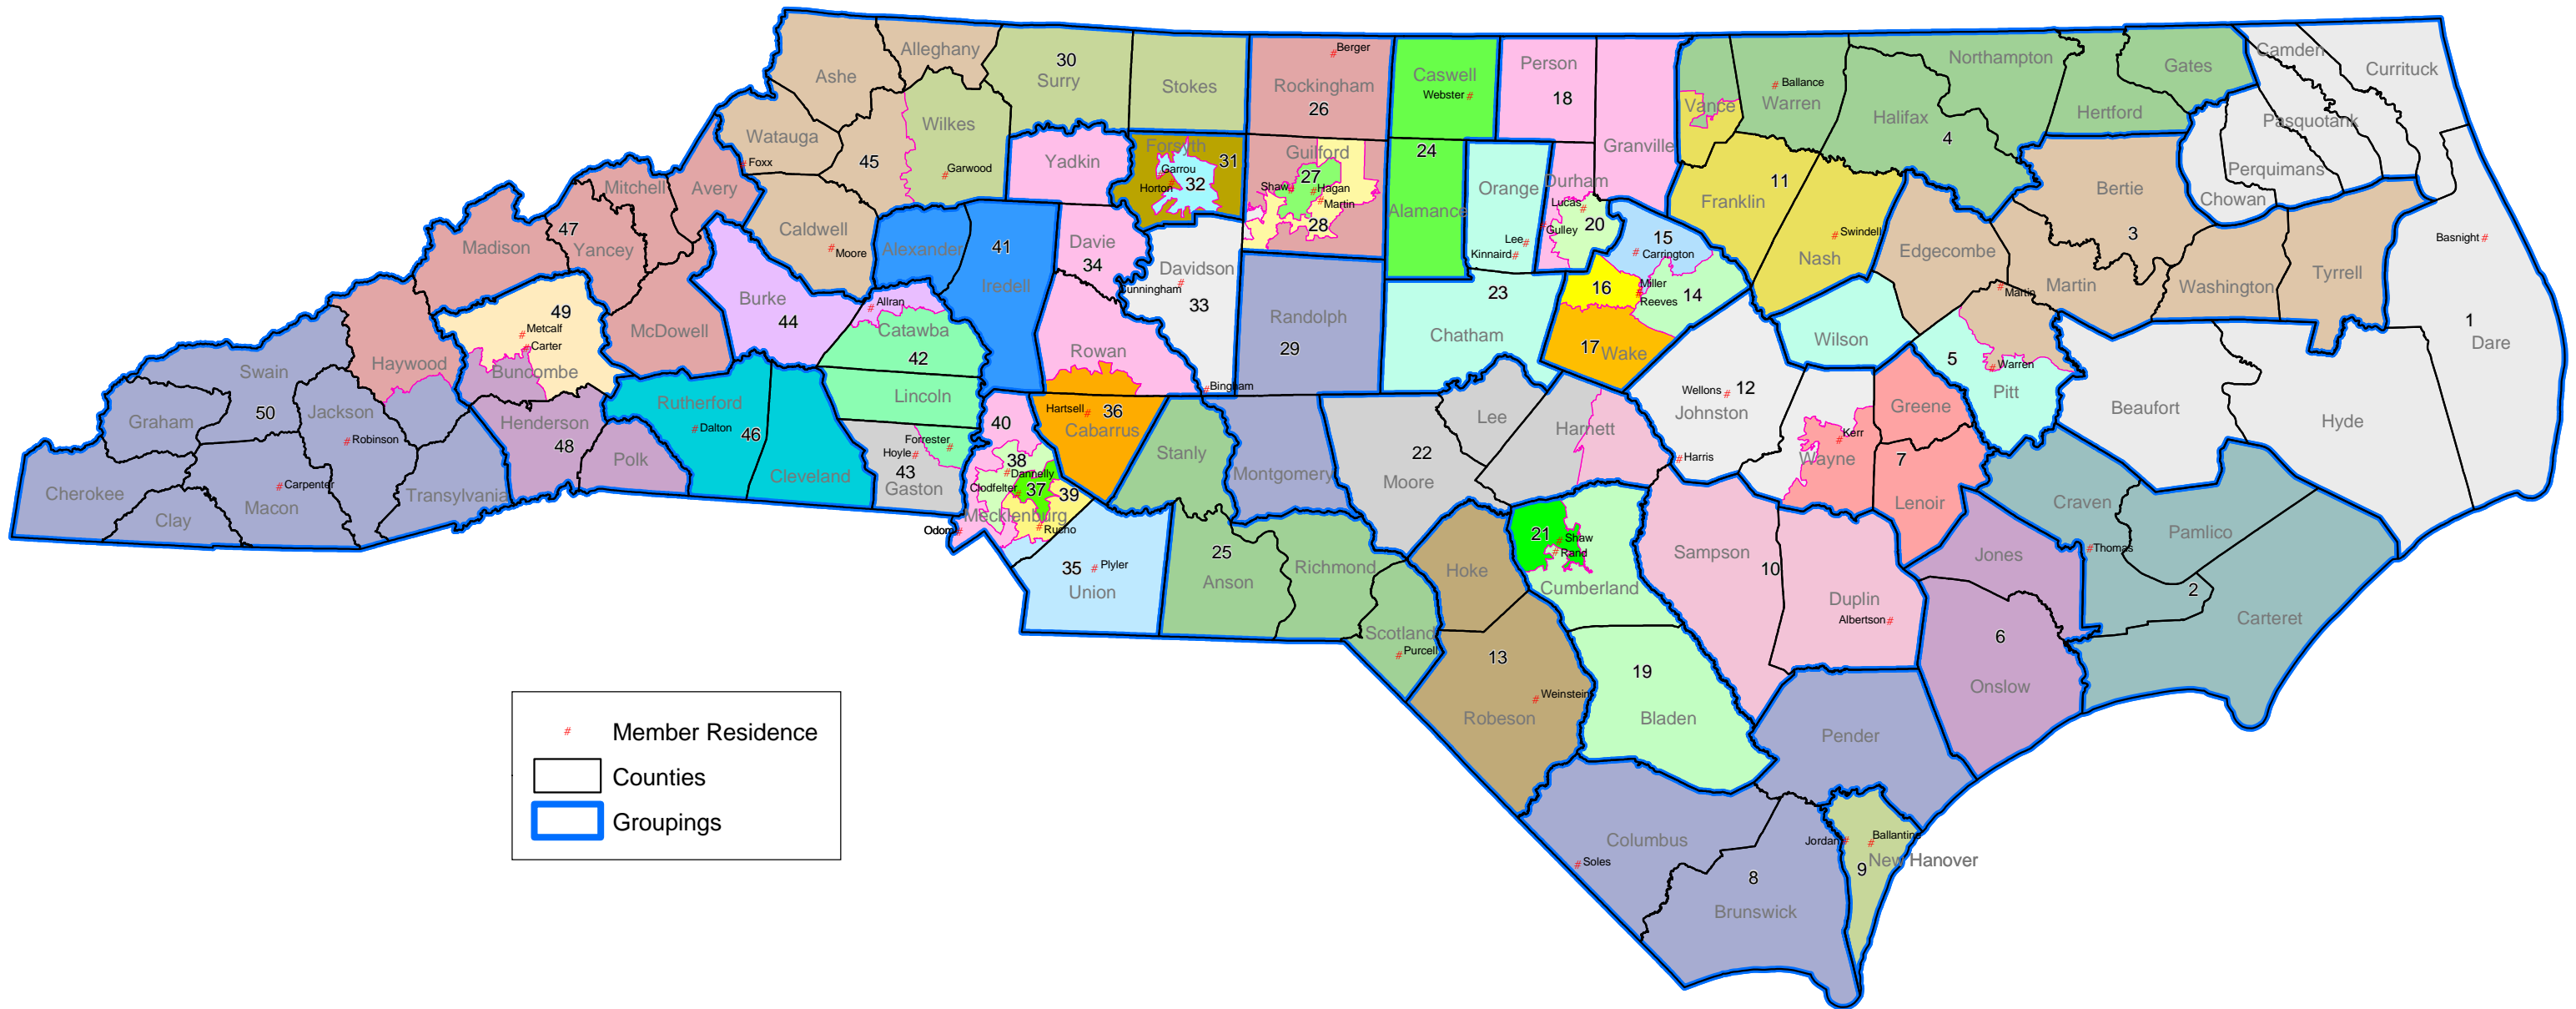 Camden
Currituck
Northampton
Gates
Alleghany
30
Surry
Ashe
Stokes
Berger
Rockingham
26
Caswell
Webster
Person
18
Ballance
Warren
Vance
Halifax
4
Hertford
Pasquotank
Perquimans
Chowan
Watauga
Foxx
45
Wilkes
Garwood
Yadkin
Forsyth
31
Garrou
Horton
32
Guilford
27
Shaw
Hagan
Martin
28
24
Alamance
Orange
Lee
Kinnaird
Durham
Lucas
Gulley
20
Granville
15
Carrington
11
Franklin
Swindell
Nash
Edgecombe
Bertie
3
Martin
Martin
Washington
Tyrrell
Basnight
1
Dare
Mitchell
Avery
47
Yancey
Madison
Caldwell
Moore
Alexander
41
Iredell
Davie
34
Davidson
Cunningham
33
Randolph
29
23
Chatham
16
Miller
Reeves
14
17
Wake
Wilson
5
Warren
Pitt
Beaufort
Hyde
Burke
44
Allran
Catawba
42
McDowell
49
Metcalf
Carter
Buncombe
Haywood
Swain
Rowan
Bingham
Lincoln
Graham
50
Jackson
Robinson
Henderson
48
Polk
Rutherford
Dalton
46
Cleveland
Forrester
Hoyle
43
Gaston
40
Hartsell
36
Cabarrus
38
Dannelly
Clodfelter
37
39
Mecklenburg
Rucho
Odom
Stanly
Montgomery
22
Moore
Lee
Harnett
Harris
Wellons
12
Johnston
Kerr
Wayne
Greene
7
Lenoir
Craven
Pamlico
Thomas
2
Carteret
Cherokee
Clay
Carpenter
Macon
Transylvania
35
Plyler
Union
25
Anson
Richmond
Scotland
Purcell
Hoke
21
Shaw
Rand
Cumberland
Sampson
10
Duplin
Albertson
Jones
6
Onslow
13
Weinstein
Robeson
19
Bladen
Pender
Columbus
Soles
8
Brunswick
Jordan
Ballantine
9
New Hanover
Member Residence
Counties
Groupings